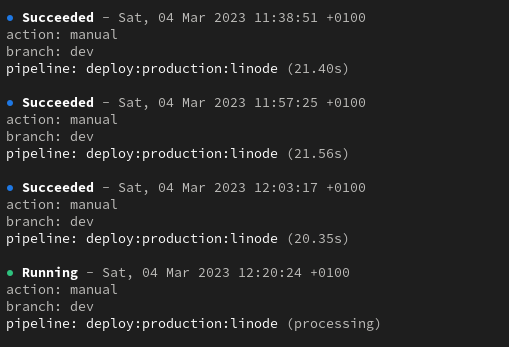 ● Succeeded – Sat, 04 Mar 2023 11:38:51 +0100
action: manual
branch: dev
pipeline: deploy:production:linode (21.40s)
● Succeeded – Sat, 04 Mar 2023 11:57:25 +0100
action: manual
branch: dev
pipeline: deploy:production:linode (21.56s)
● Succeeded – Sat, 04 Mar 2023 12:03:17 +0100
action: manual
branch: dev
pipeline: deploy:production:linode (20.35s)
● Running – Sat, 04 Mar 2023 12:20:24 +0100
action: manual
branch: dev
pipeline: deploy:production:linode (processing)